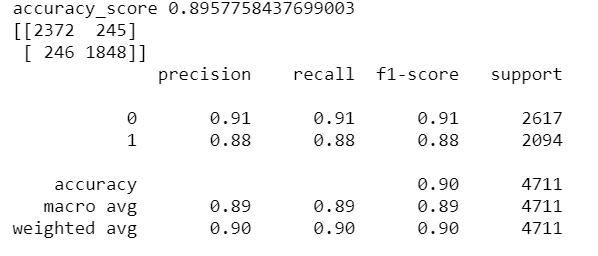 accuracy_score 0.8957758437699003
[[2372  245]
 [ 246 1848]]
              precision    recall  f1-score   support

           0       0.91      0.91      0.91      2617
           1       0.88      0.88      0.88      2094

    accuracy                           0.90      4711
   macro avg       0.89      0.89      0.89      4711
weighted avg       0.90      0.90      0.90      4711